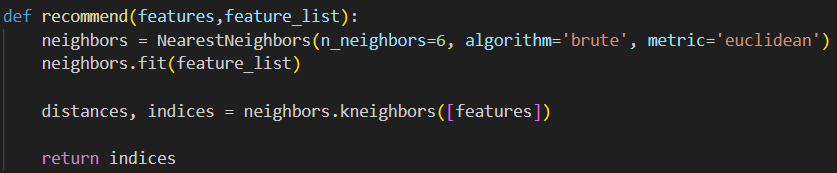 def recommend(features,feature_list):
    neighbors = NearestNeighbors(n_neighbors=6, algorithm='brute', metric='euclidean')
    neighbors.fit(feature_list)

    distances, indices = neighbors.kneighbors([features])

    return indices